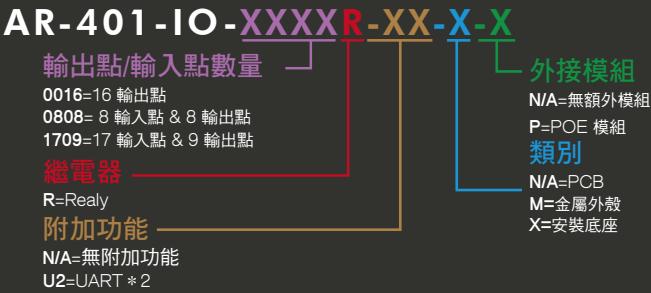 AR-401-IO-XXXXR-XX-X-X
輸出點/輸入點數量
0016=16 輸出點
0808= 8 輸入點 & 8 輸出點
1709=17 輸入點 & 9 輸出點
繼電器
R=Realy
附加功能
N/A=無附加功能
U2=UART*2
外接模組
N/A=無額外模組
P=POE 模組
類別
N/A=PCB
M=金屬外殼
X=安裝底座